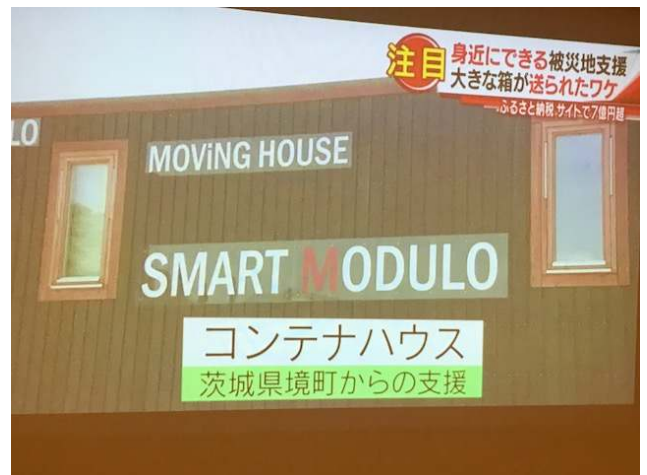 注目
身近にできる被災地支援
大きな箱が送られたワケ
ふるさと納税、サイトで7億円超
LO
MOViNG HOUSE
SMART MODULO
コンテナハウス
茨城県境町からの支援